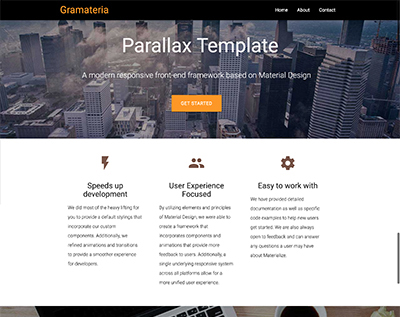 Gramateria
Home About Contact
Parallax Template
A modern responsive front-end framework based on Material Design
GET STARTED
Speeds up
development
We did most of the heavy lifting for
you to provide a default stylings that
incorporate our custom
components. Additionally, we
refined animations and transitions
to provide a smoother experience
for developers.
User Experience
Focused
By utilizing elements and principles
of Material Design, we were able to
create a framework that
incorporates components and
animations that provide more
feedback to users. Additionally, a
single underlying responsive system
across all platforms allow for a
more unified user experience.
Easy to work with
We have provided detailed
documentation as well as specific
code examples to help new users
get started. We are also always
open to feedback and can answer
any questions a user may have
about Materialize.